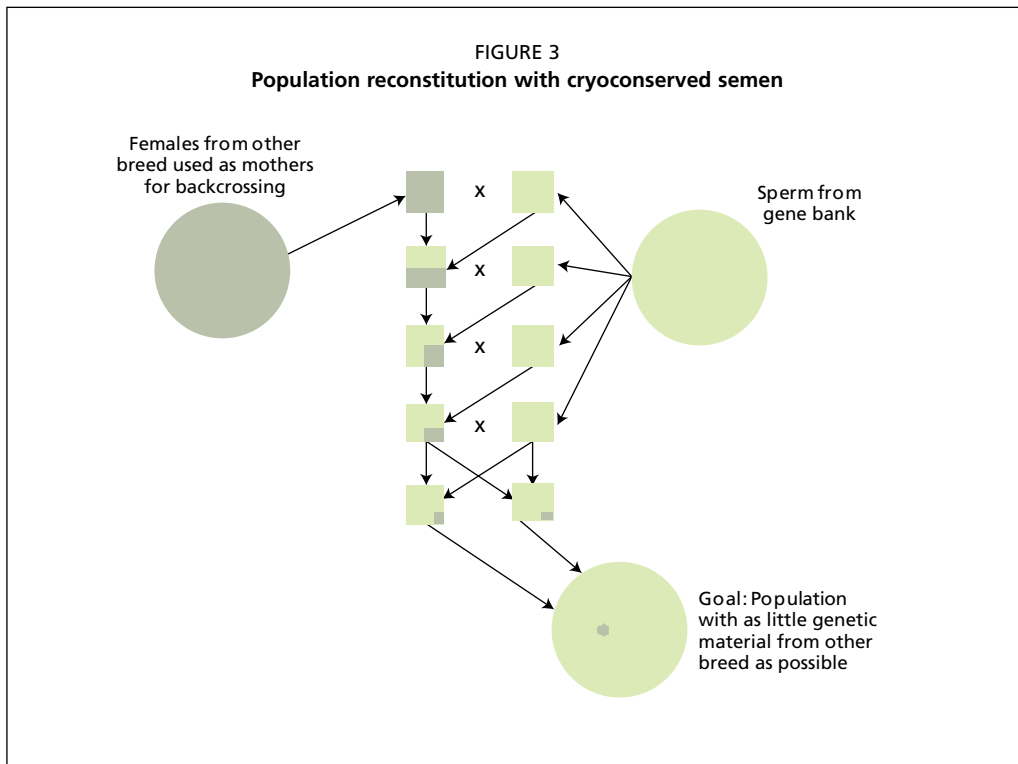 FIGURE 3
Population reconstitution with cryoconserved semen
Females from other
breed used as mothers
for backcrossing
x
Sperm from
gene bank
x
x
x
Goal: Population
with as little genetic
material from other
breed as possible